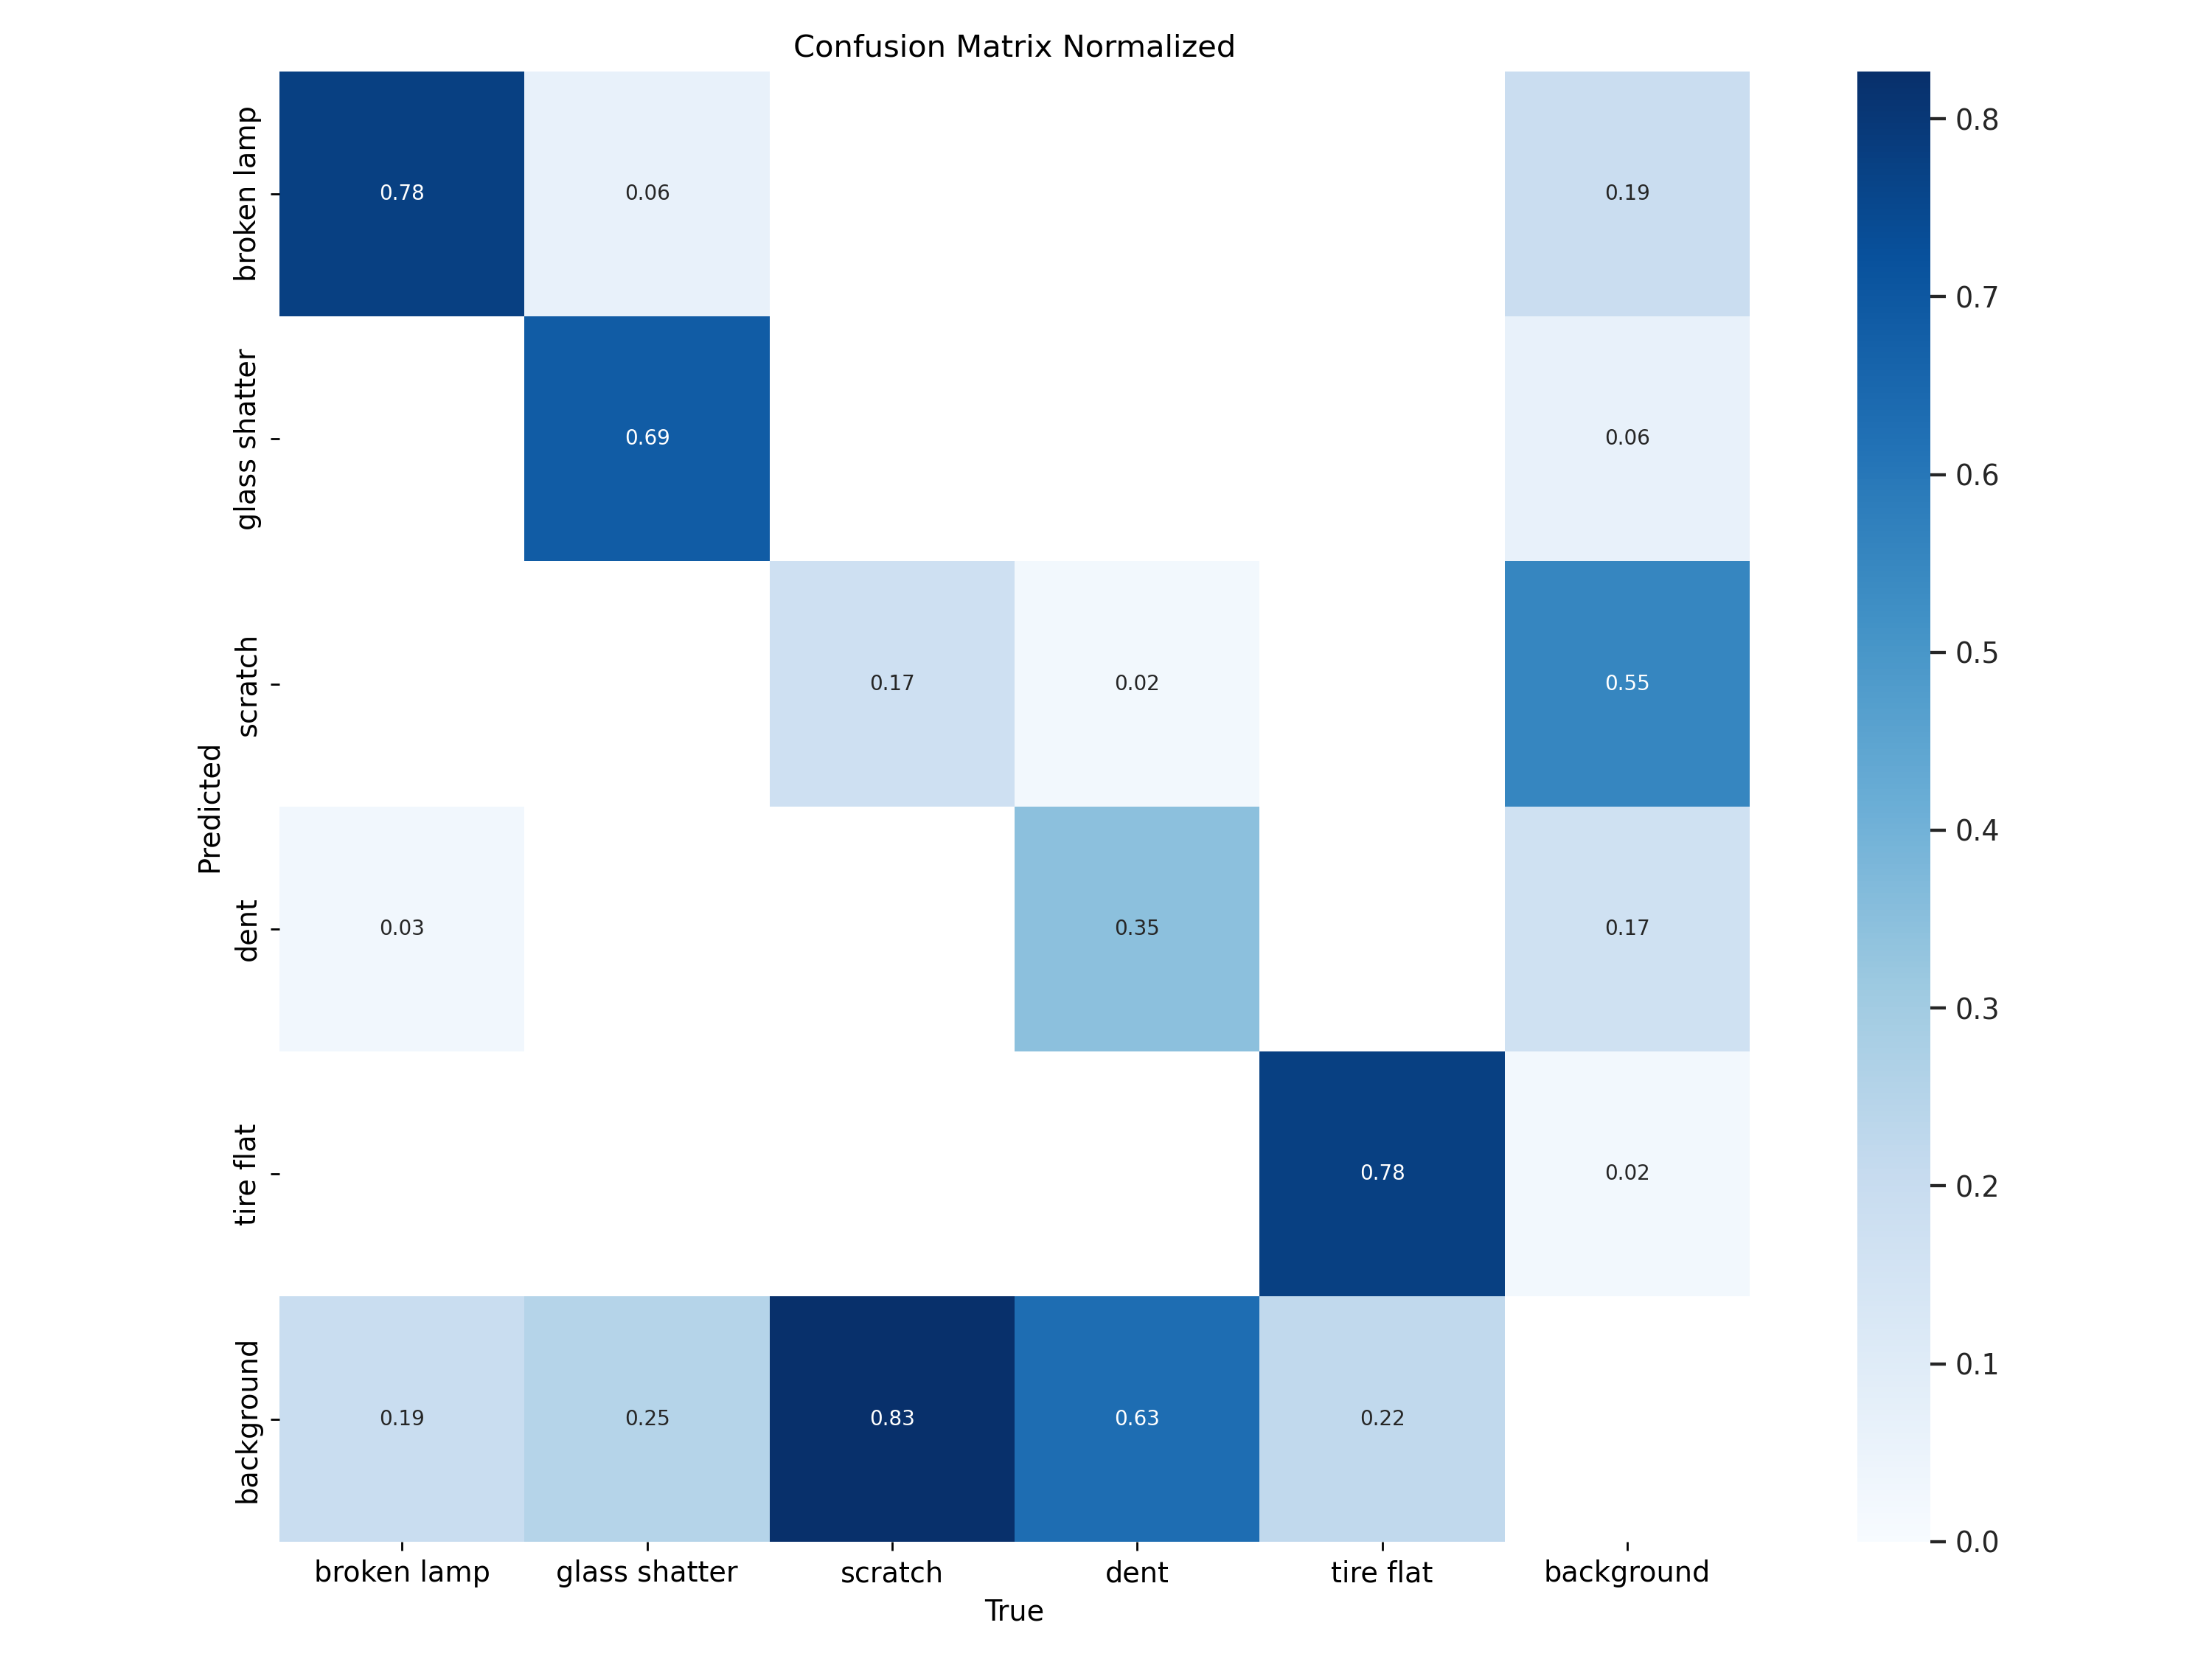 Confusion Matrix Normalized
broken lamp
0.78
0.06
0.19
glass shatter
0.69
0.06
scratch
0.17
0.02
0.55
dent
0.03
0.35
0.17
tire flat
0.78
0.02
background
0.19
0.25
0.83
0.63
0.22
Predicted
broken lamp
glass shatter
scratch
dent
tire flat
background
True
0.8
0.7
0.6
0.5
0.4
0.3
0.2
0.1
0.0